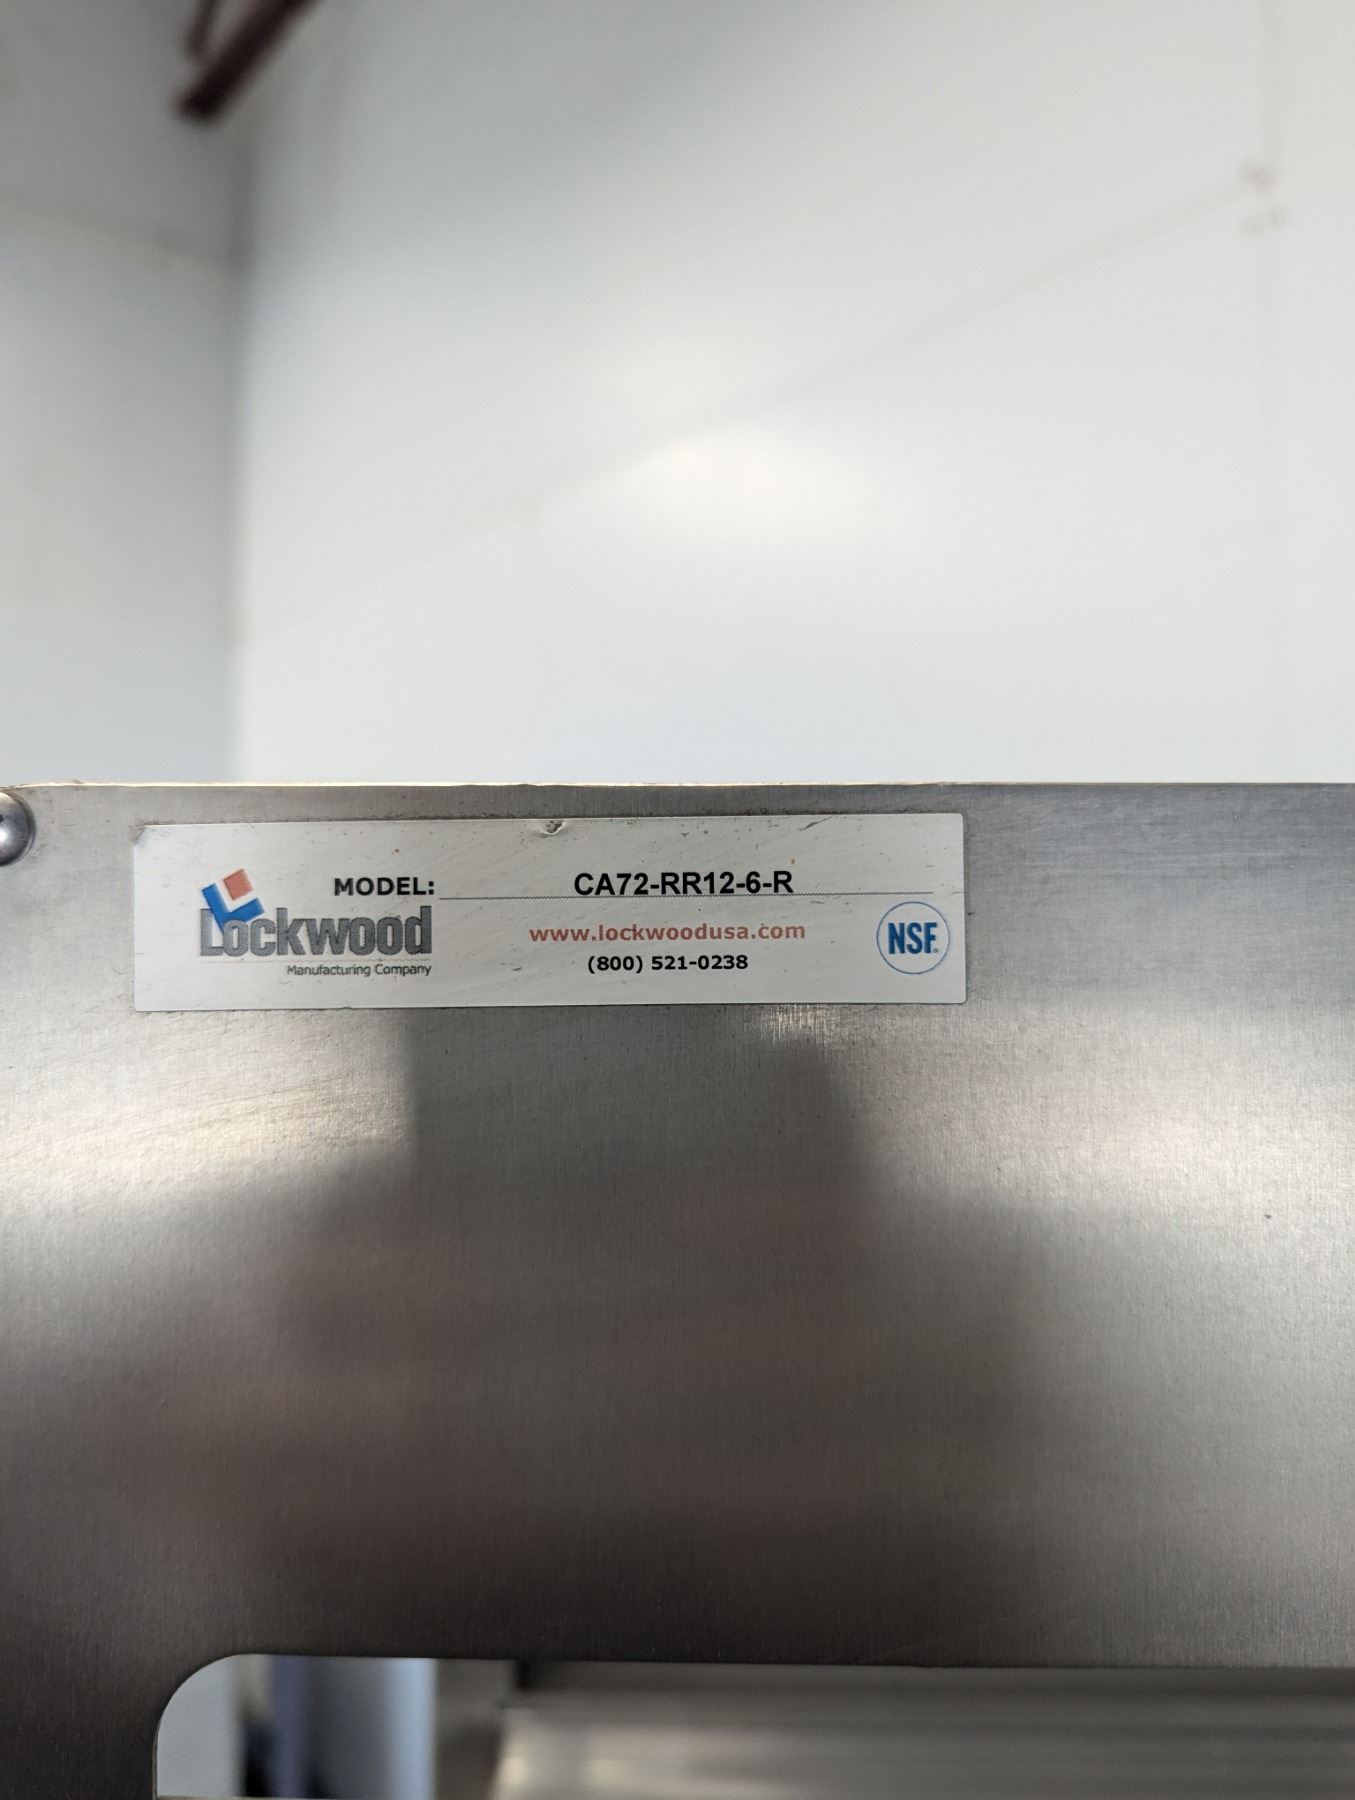 MODEL: CA72-RR12-6-R
Lockwood
Manufacturing Company
www.lockwoodusa.com
(800) 521-0238
NSF